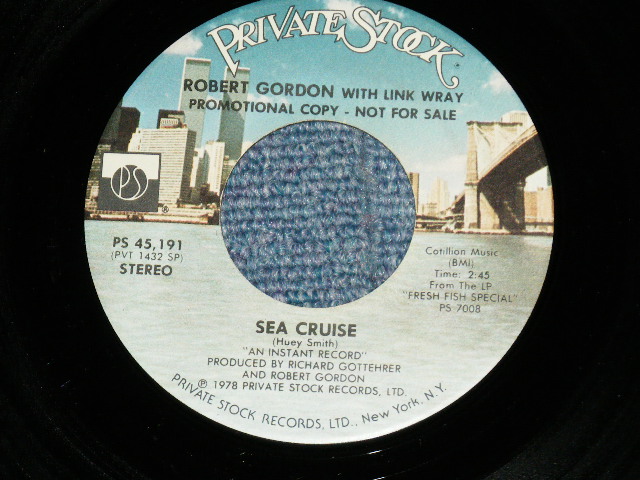 PRIVATE STOCK
ROBERT GORDON WITH LINK WRAY
PROMOTIONAL COPY - NOT FOR SALE
PS
®
PS 45,191
(PVT 1432 SP)
STEREO
Cotillion Music
(BMI)
Time: 2:45
From The LP
"FRESH FISH SPECIAL"
PS 7008
SEA CRUISE
(Huey Smith)
"AN INSTANT RECORD"
PRODUCED BY RICHARD GOTTEHRER
AND ROBERT GORDON
℗ 1978 PRIVATE STOCK RECORDS, LTD.
PRIVATE STOCK RECORDS, LTD., New York, N.Y.